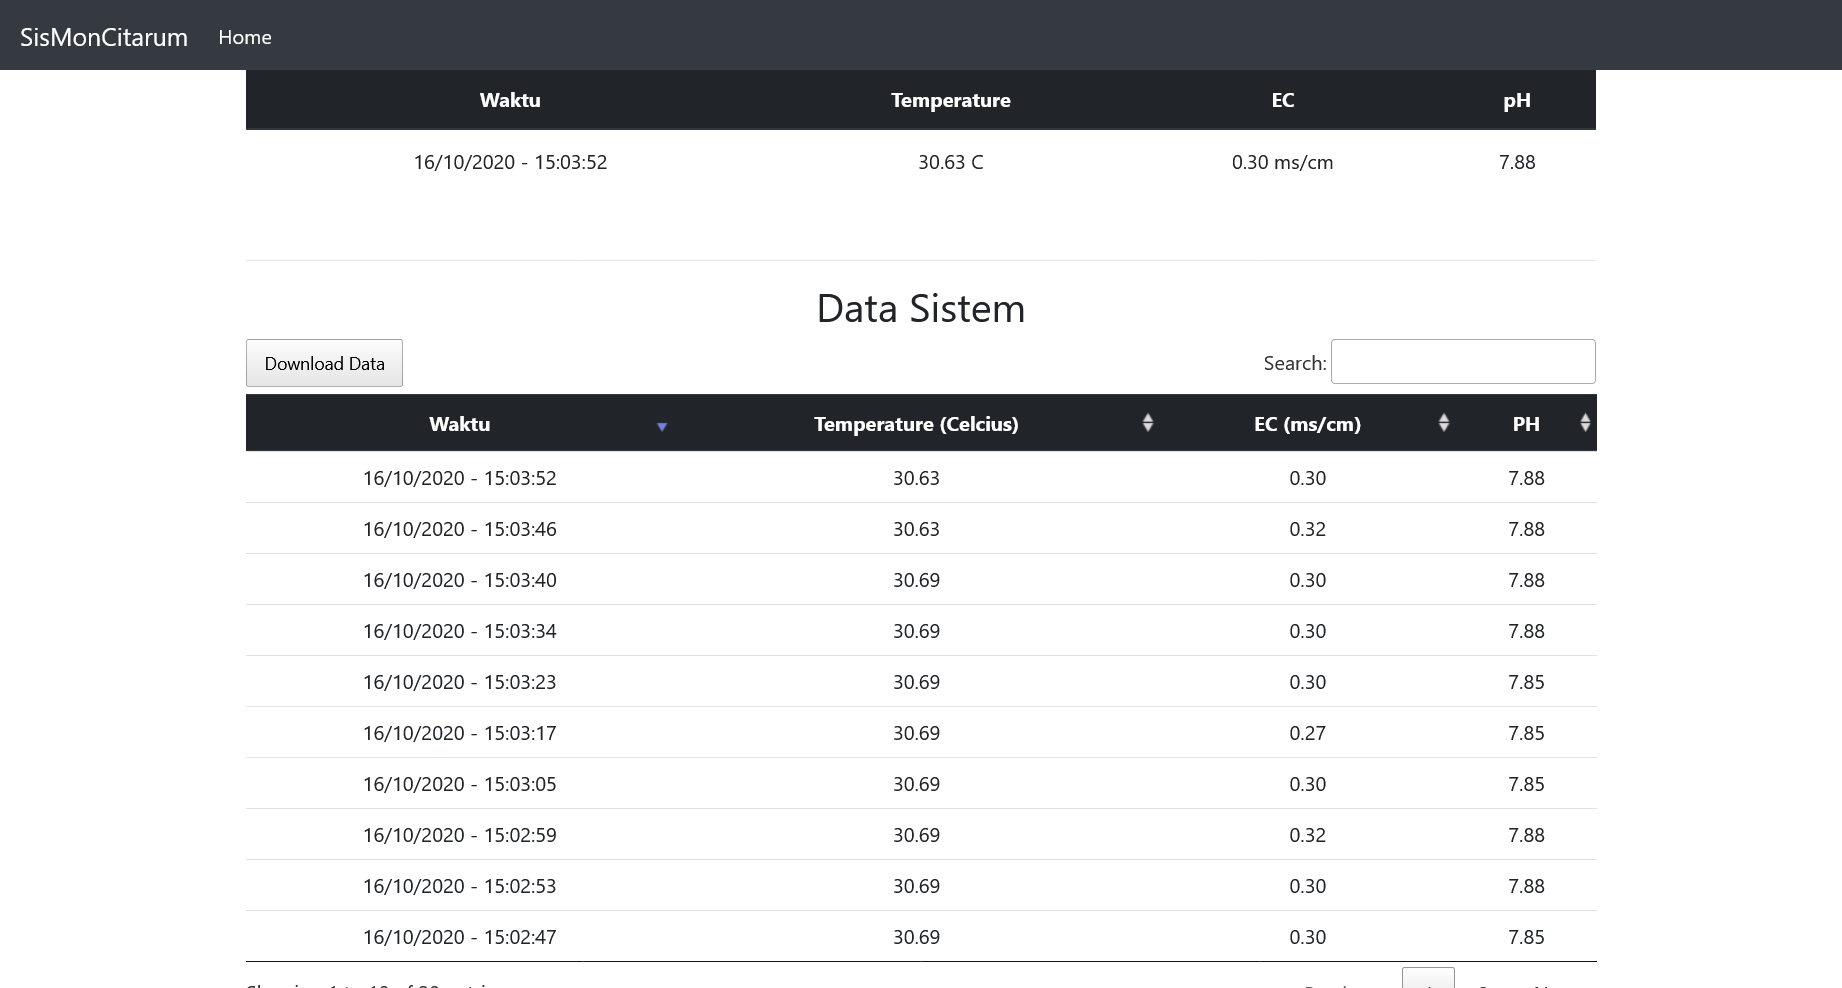 SisMonCitarum Home
Waktu Temperature EC pH
16/10/2020 - 15:03:52 30.63 C 0.30 ms/cm 7.88
Data Sistem
Download Data Search:
Waktu Temperature (Celcius) EC (ms/cm) PH
16/10/2020 - 15:03:52 30.63 0.30 7.88
16/10/2020 - 15:03:46 30.63 0.32 7.88
16/10/2020 - 15:03:40 30.69 0.30 7.88
16/10/2020 - 15:03:34 30.69 0.30 7.88
16/10/2020 - 15:03:23 30.69 0.30 7.85
16/10/2020 - 15:03:17 30.69 0.27 7.85
16/10/2020 - 15:03:05 30.69 0.30 7.85
16/10/2020 - 15:02:59 30.69 0.32 7.88
16/10/2020 - 15:02:53 30.69 0.30 7.88
16/10/2020 - 15:02:47 30.69 0.30 7.85